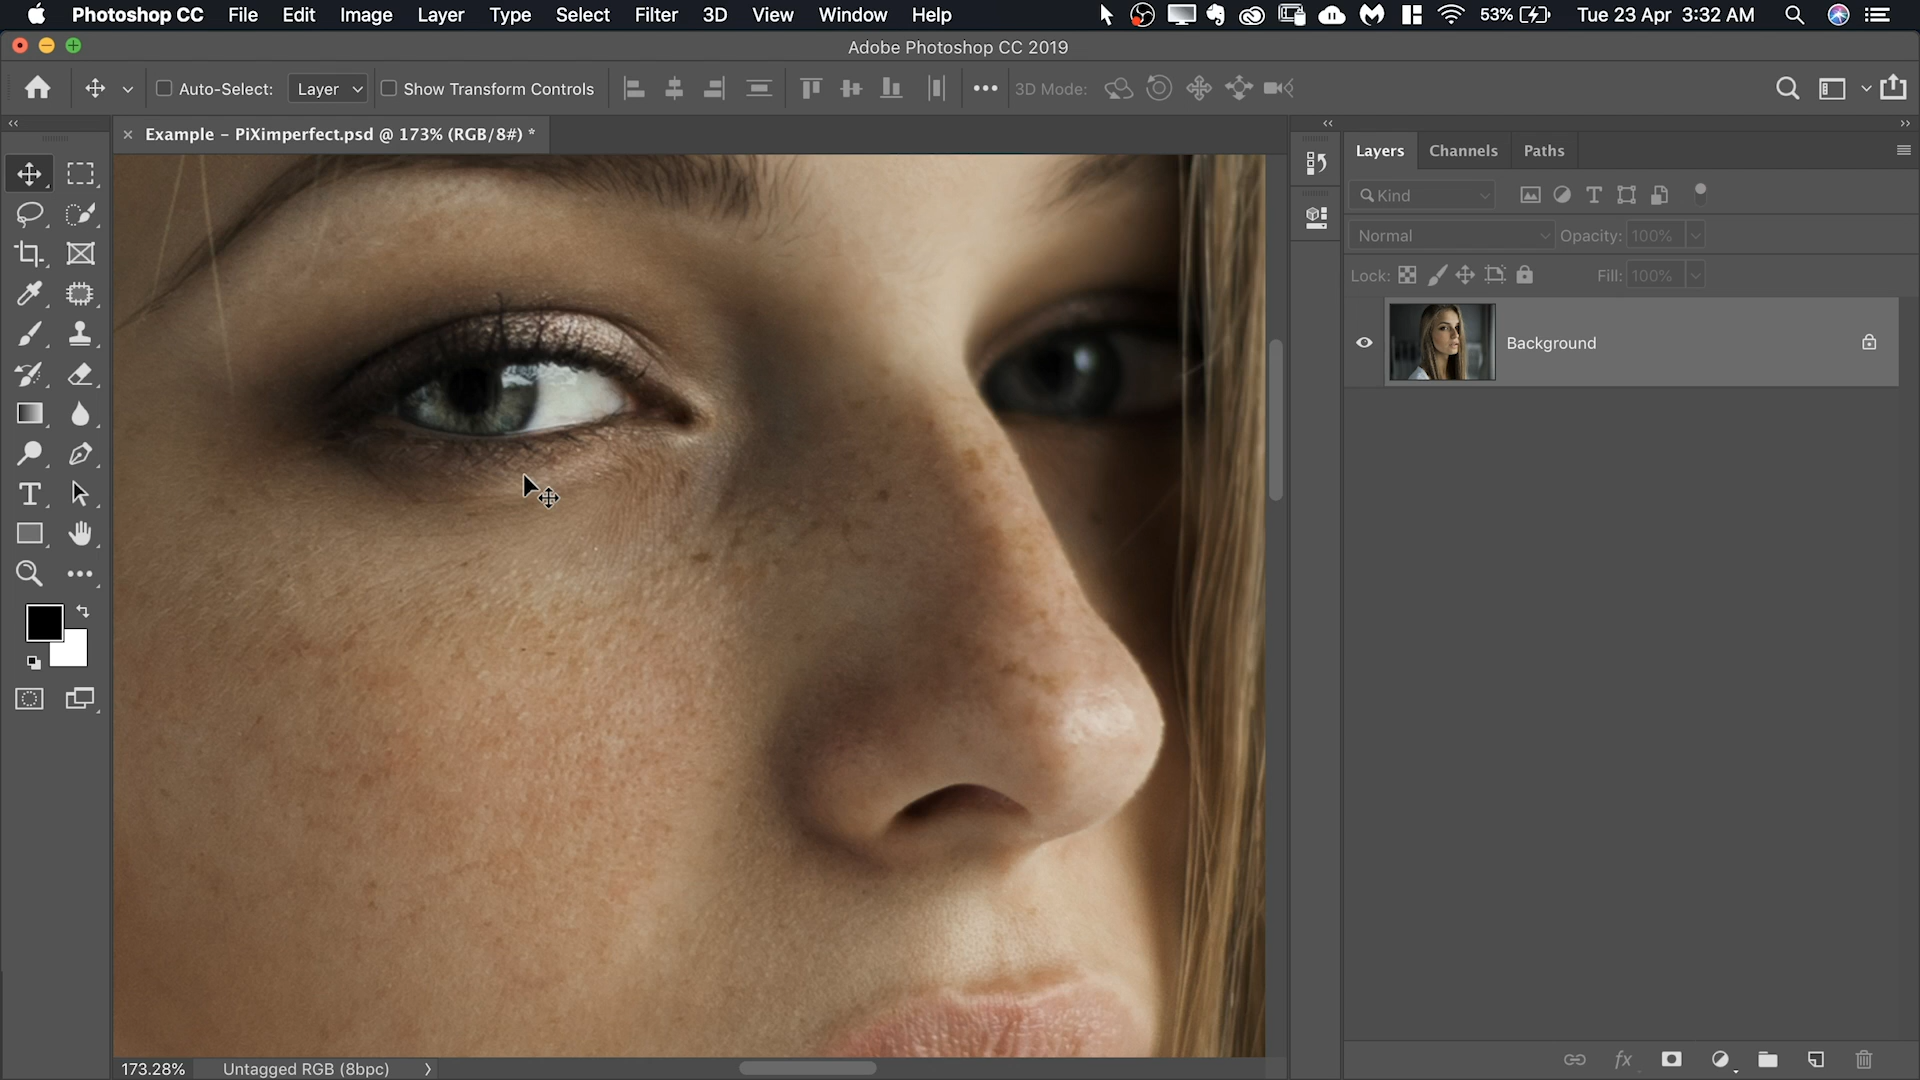 Photoshop CC File Edit Image Layer Type Select Filter 3D View Window Help 53% Tue 23 Apr 3:32 AM
Adobe Photoshop CC 2019
Auto-Select: Layer Show Transform Controls 3D Mode:
Example - PiXimperfect.psd @ 173% (RGB/8#) *
Layers Channels Paths
Kind
Normal Opacity: 100%
Lock: Fill: 100%
Background
173.28% Untagged RGB (8bpc)
fx